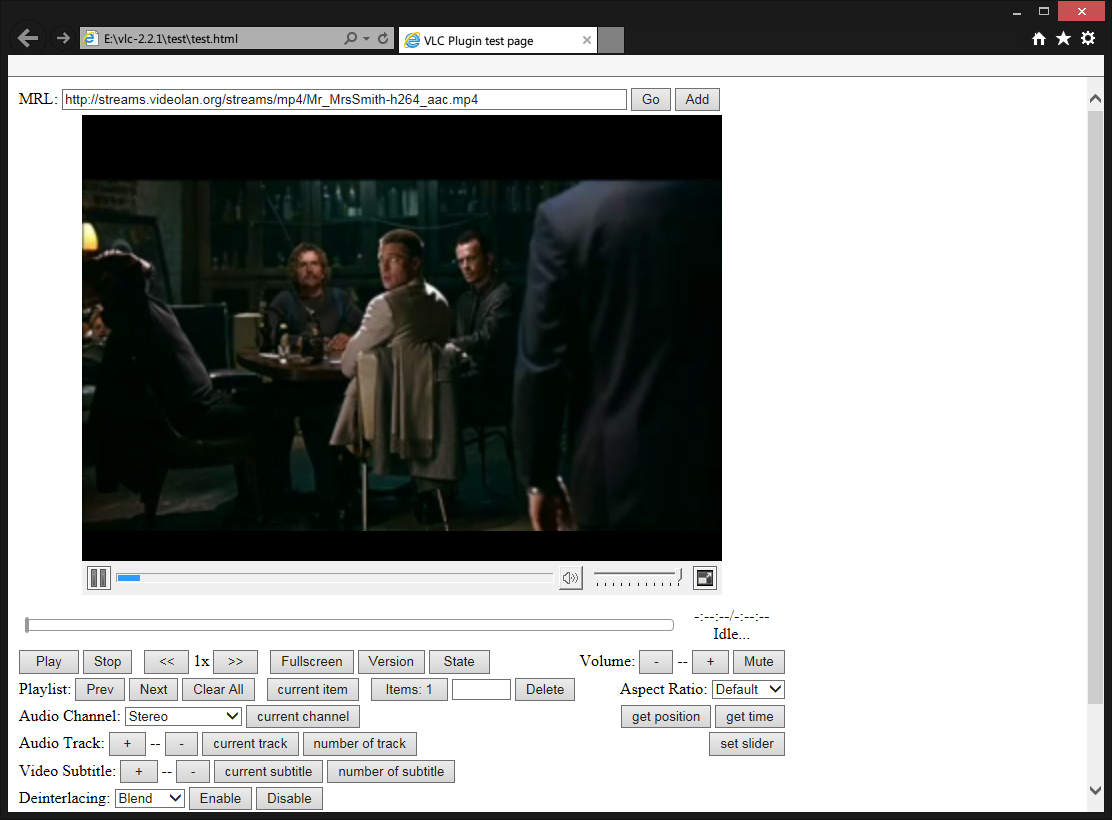 E:\vlc-2.2.1\test\test.html VLC Plugin test page
MRL: http://streams.videolan.org/streams/mp4/Mr_MrsSmith-h264_aac.mp4 Go Add
-:--:--/-:--:--
Idle...
Play Stop << 1x >> Fullscreen Version State Volume: - -- + Mute
Playlist: Prev Next Clear All current item Items: 1 Delete Aspect Ratio: Default
Audio Channel: Stereo current channel get position get time
Audio Track: + -- - current track number of track set slider
Video Subtitle: + -- - current subtitle number of subtitle
Deinterlacing: Blend Enable Disable